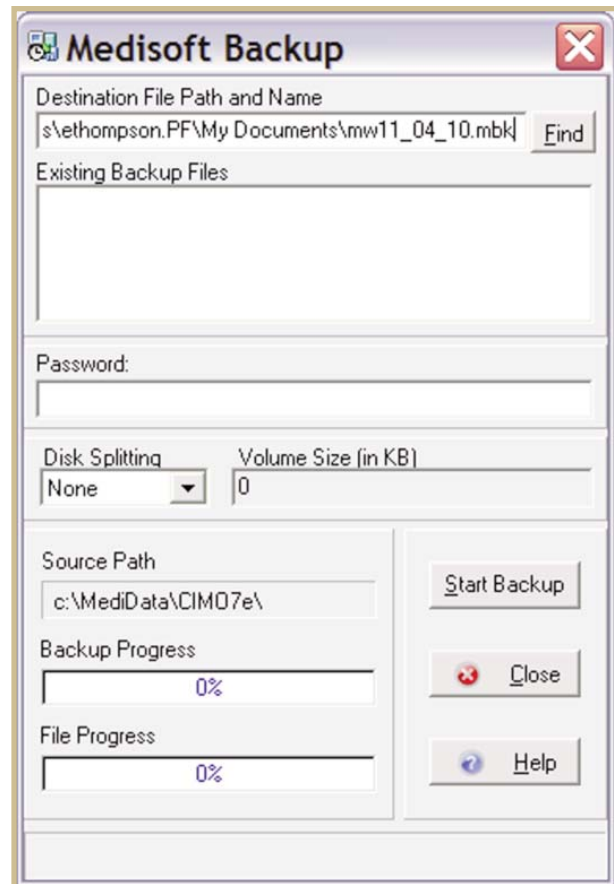 Medisoft Backup
Destination File Path and Name
s\ethompson.PF\My Documents\mw11_04_10.mbk
Find
Existing Backup Files
Password:
Disk Splitting
Volume Size (in KB)
None
0
Source Path
c:\MediData\CIMO7e\
Start Backup
Backup Progress
0%
Close
File Progress
0%
Help